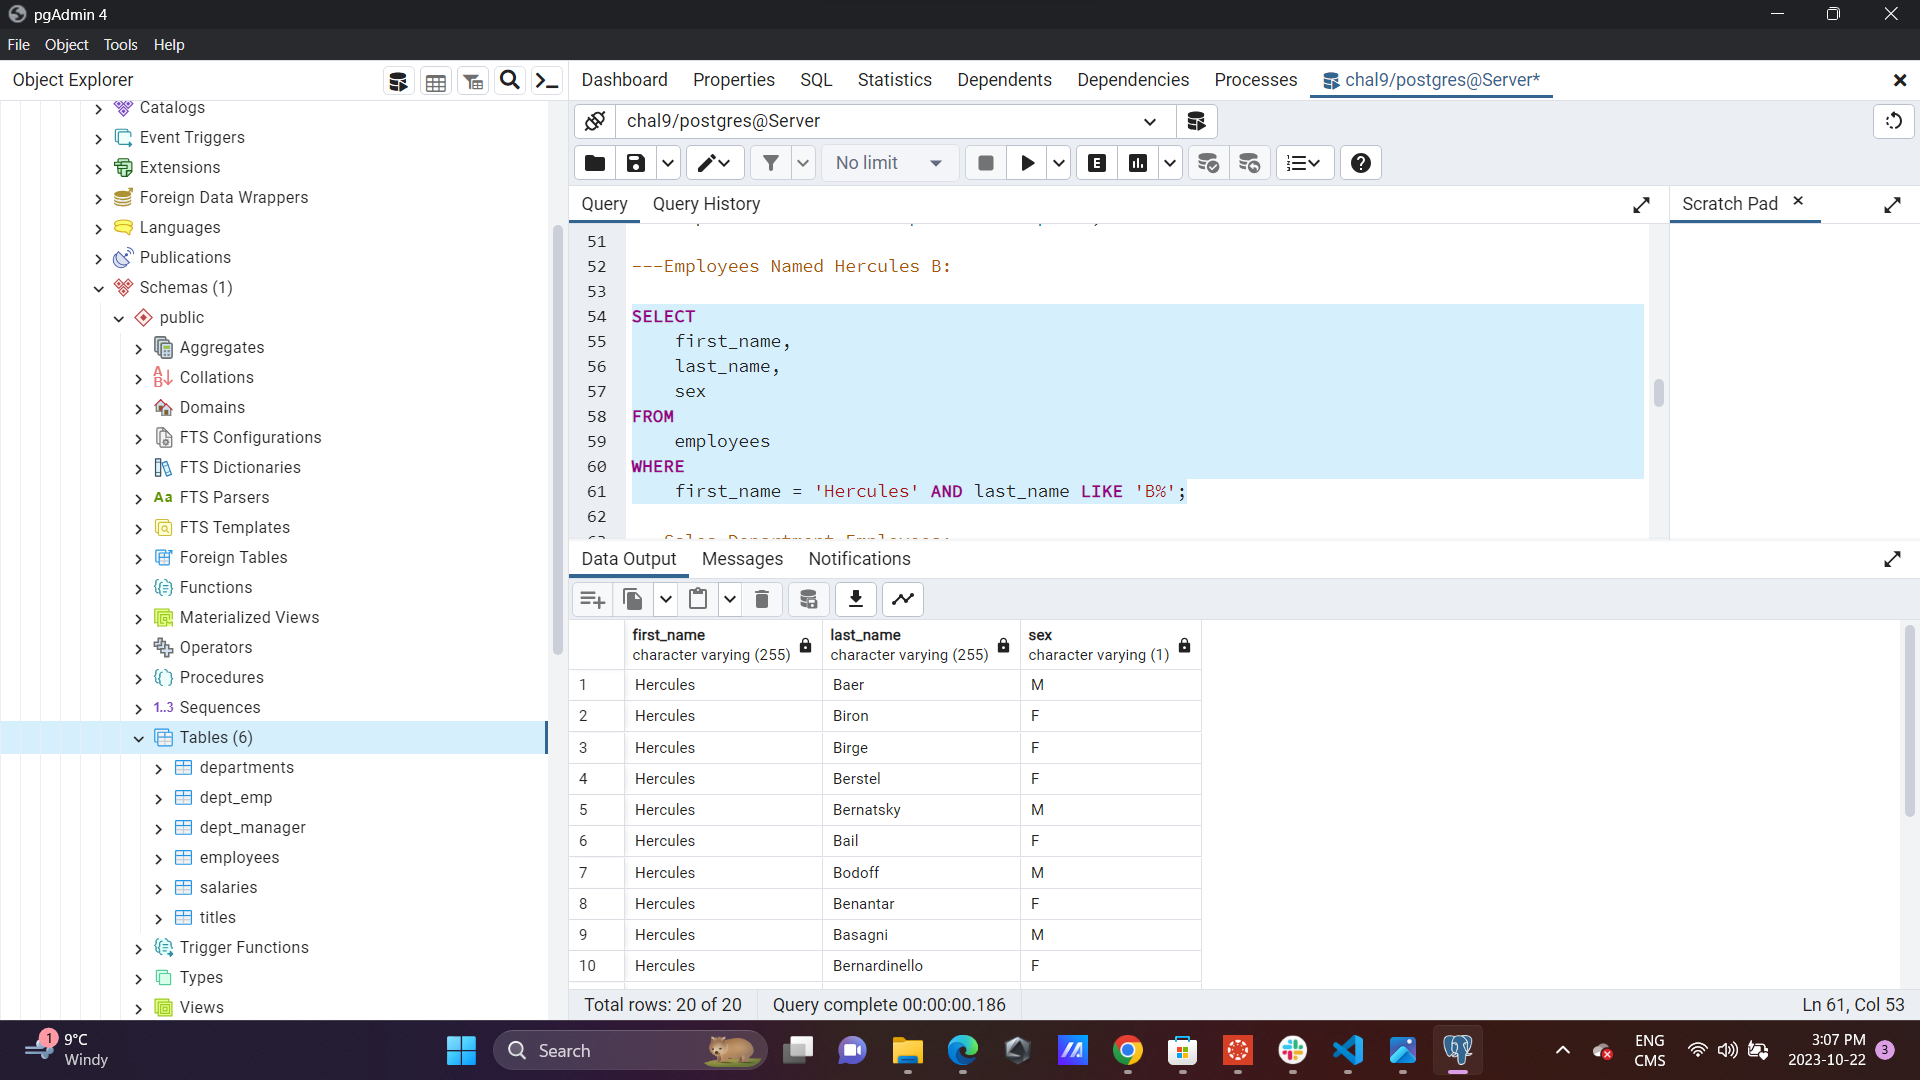 pgAdmin 4
File Object Tools Help
Object Explorer
Dashboard Properties SQL Statistics Dependents Dependencies Processes chal9/postgres@Server*
Catalogs
Event Triggers
Extensions
Foreign Data Wrappers
Languages
Publications
Schemas (1)
public
Aggregates
Collations
Domains
FTS Configurations
FTS Dictionaries
Aa FTS Parsers
FTS Templates
Foreign Tables
Functions
Materialized Views
Operators
Procedures
1..3 Sequences
Tables (6)
departments
dept_emp
dept_manager
employees
salaries
titles
Trigger Functions
Types
Views
chal9/postgres@Server
No limit
E
Query Query History
Scratch Pad
51
52 ---Employees Named Hercules B:
53
54 SELECT
55 first_name,
56 last_name,
57 sex
58 FROM
59 employees
60 WHERE
61 first_name = 'Hercules' AND last_name LIKE 'B%';
62
Data Output Messages Notifications
first_name last_name sex
character varying (255) character varying (255) character varying (1)
1 Hercules Baer M
2 Hercules Biron F
3 Hercules Birge F
4 Hercules Berstel F
5 Hercules Bernatsky M
6 Hercules Bail F
7 Hercules Bodoff M
8 Hercules Benantar F
9 Hercules Basagni M
10 Hercules Bernardinello F
Total rows: 20 of 20 Query complete 00:00:00.186 Ln 61, Col 53
1 9°C
Windy
Search
ENG
CMS
3:07 PM
2023-10-22
3